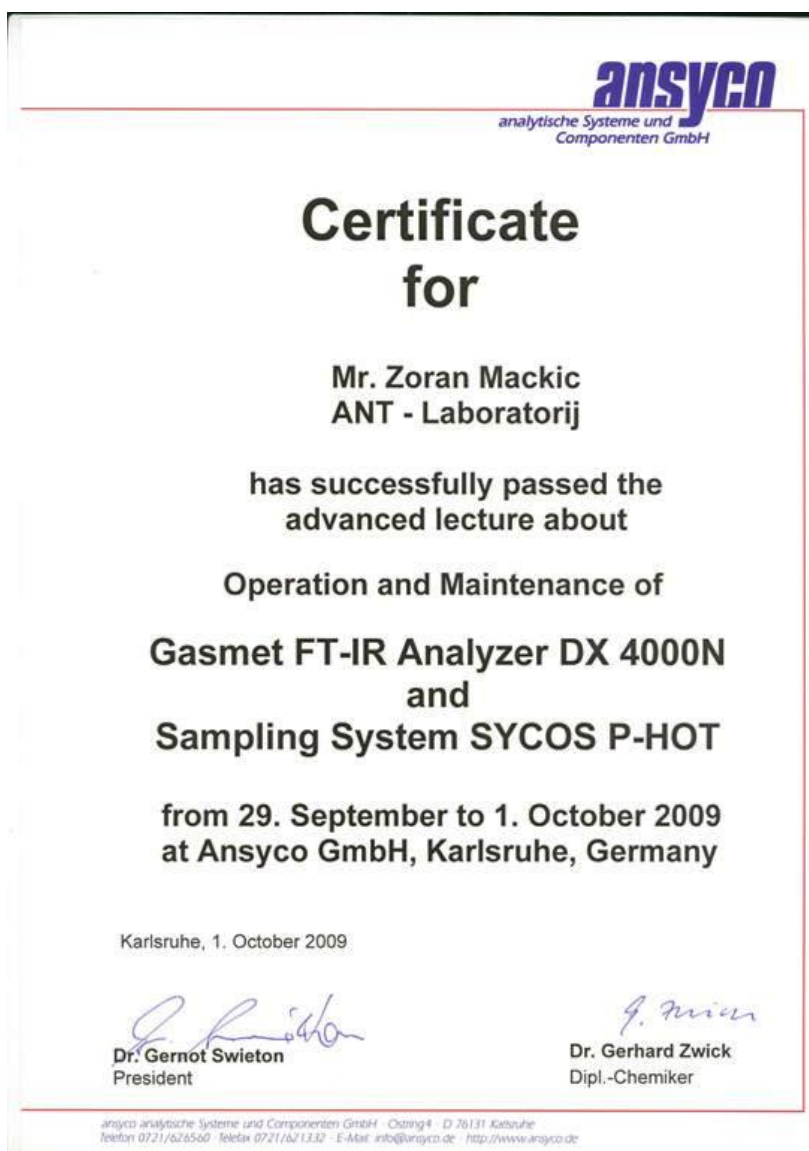 ansyco
analytische Systeme und
Componenten GmbH
Certificate
for
Mr. Zoran Mackic
ANT - Laboratorij
has successfully passed the
advanced lecture about
Operation and Maintenance of
Gasmet FT-IR Analyzer DX 4000N
and
Sampling System SYCOS P-HOT
from 29. September to 1. October 2009
at Ansyco GmbH, Karlsruhe, Germany
Karlsruhe, 1. October 2009
Dr. Gernot Swieton
President
Dr. Gerhard Zwick
Dipl.-Chemiker
ansyco analytische Systeme und Componenten GmbH · Ostring 4 · D 76131 Karlsruhe
Telefon 0721/626560 · Telefax 0721/621332 · E-Mail: info@ansyco.de · http://www.ansyco.de